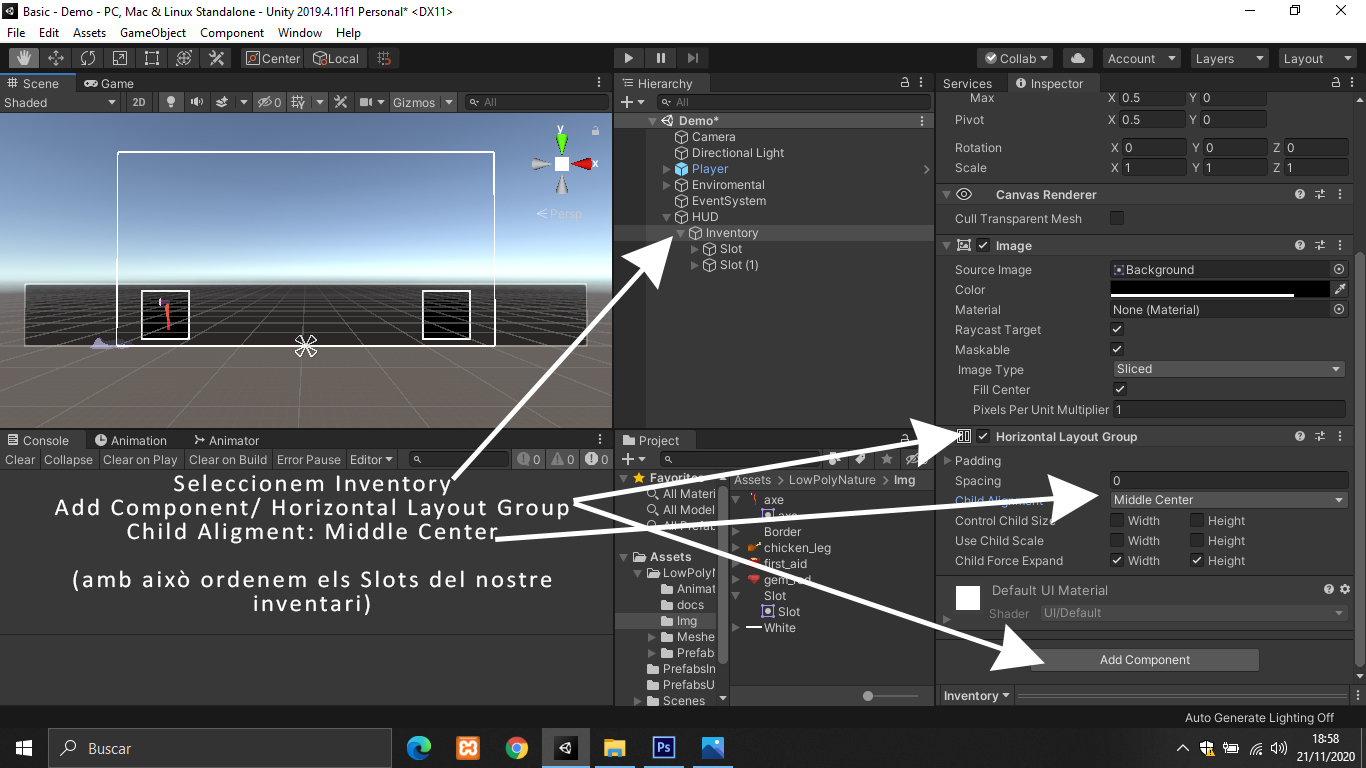 Basic - Demo - PC, Mac & Linux Standalone - Unity 2019.4.11f1 Personal* <DX11>
File Edit Assets GameObject Component Window Help
Center Local Collab Account Layers Layout
Scene Game
Shaded 2D 0 Gizmos All
y
x
Persp
Hierarchy
All
Demo*
Camera
Directional Light
Player
Enviromental
EventSystem
HUD
Inventory
Slot
Slot (1)
Services Inspector
Max X 0.5 Y 0
Pivot X 0.5 Y 0
Rotation X 0 Y 0 Z 0
Scale X 1 Y 1 Z 1
Canvas Renderer
Cull Transparent Mesh
Image
Source Image Background
Color
Material None (Material)
Raycast Target
Maskable
Image Type Sliced
Fill Center
Pixels Per Unit Multiplier 1
Horizontal Layout Group
Padding
Spacing 0
Child Alignment Middle Center
Control Child Size Width Height
Use Child Scale Width Height
Child Force Expand Width Height
Default UI Material
Shader UI/Default
Add Component
Inventory
Auto Generate Lighting Off
Console Animation Animator
Clear Collapse Clear on Play Clear on Build Error Pause Editor 0 0 0
Seleccionem Inventory
Add Component/ Horizontal Layout Group
Child Aligment: Middle Center
(amb això ordenem els Slots del nostre
inventari)
Project
Favorites
All Materi
All Model
All Prefa
Assets
LowPolyN
Animat
docs
Img
Meshe
Prefab
PrefabsIn
PrefabsU
Scenes
Assets LowPolyNature Img
axe
axe
Border
chicken_leg
first_aid
gem_red
Slot
Slot
White
Buscar
Ps
18:58
21/11/2020